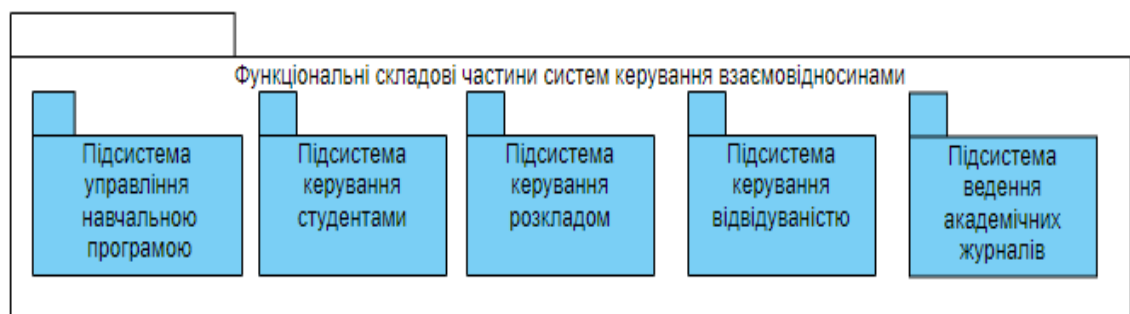 Функціональні складові частини систем керування взаємовідносинами
Підсистема
управління
навчальною
програмою
Підсистема
керування
студентами
Підсистема
керування
розкладом
Підсистема
керування
відвідуваністю
Підсистема
ведення
академічних
журналів